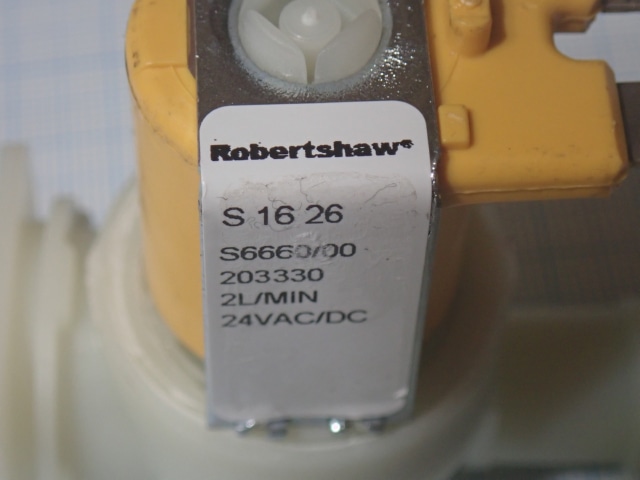 Robertshaw®
S 16 26
S6660/00
203330
2L/MIN
24VAC/DC